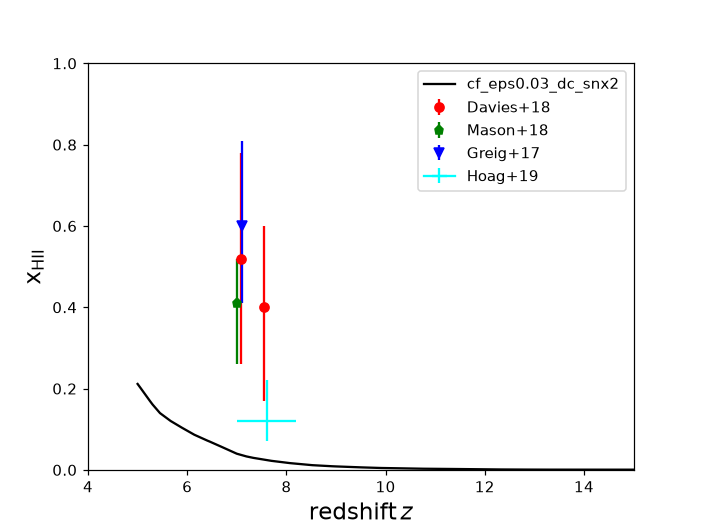 1.0
0.8
0.6
0.4
0.2
0.0
xHII
4
6
8
10
12
14
redshift z
cf_eps0.03_dc_snx2
Davies+18
Mason+18
Greig+17
Hoag+19